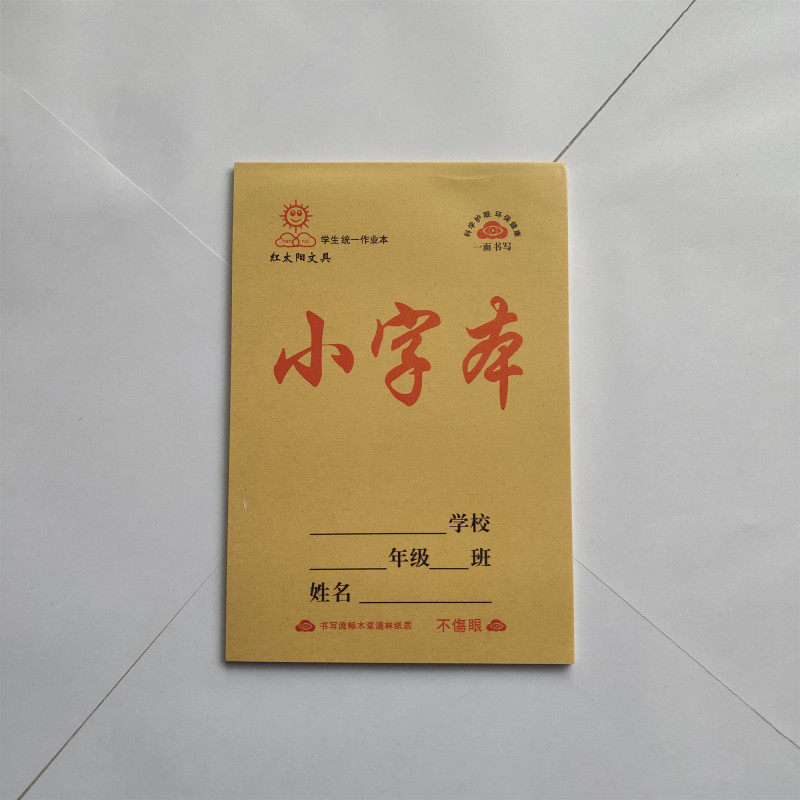 学生统一作业本
红太阳文具
科学护眼 环保健康
一面书写
小字本
学校
年级 班
姓名
书写流畅木桨道林纸质 不傷眼